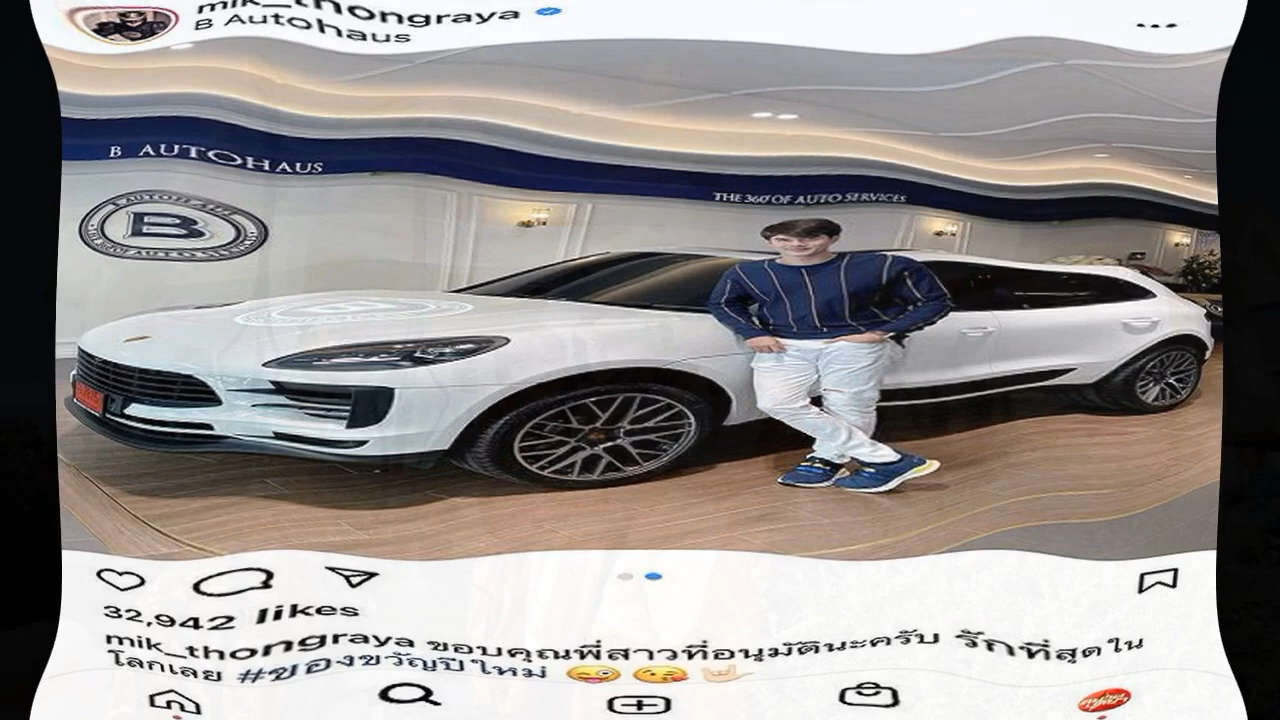 mik_thongraya
B Autohaus
B AUTOHAUS
THE 360° OF AUTO SERVICES
B
B
32,942 likes
mik_thongraya ขอบคุณพี่สาวที่อนุมัตินะครับ รักที่สุดใน
โลกเลย #ของขวัญปีใหม่ 😜😘🤟🏻